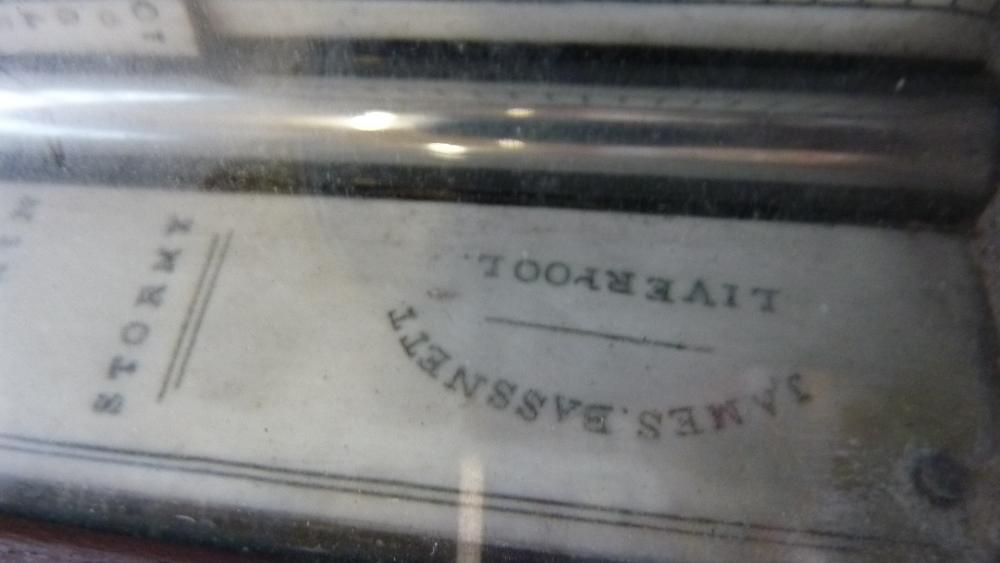 JAMES. BASSNETT
LIVERPOOL.
STORMY